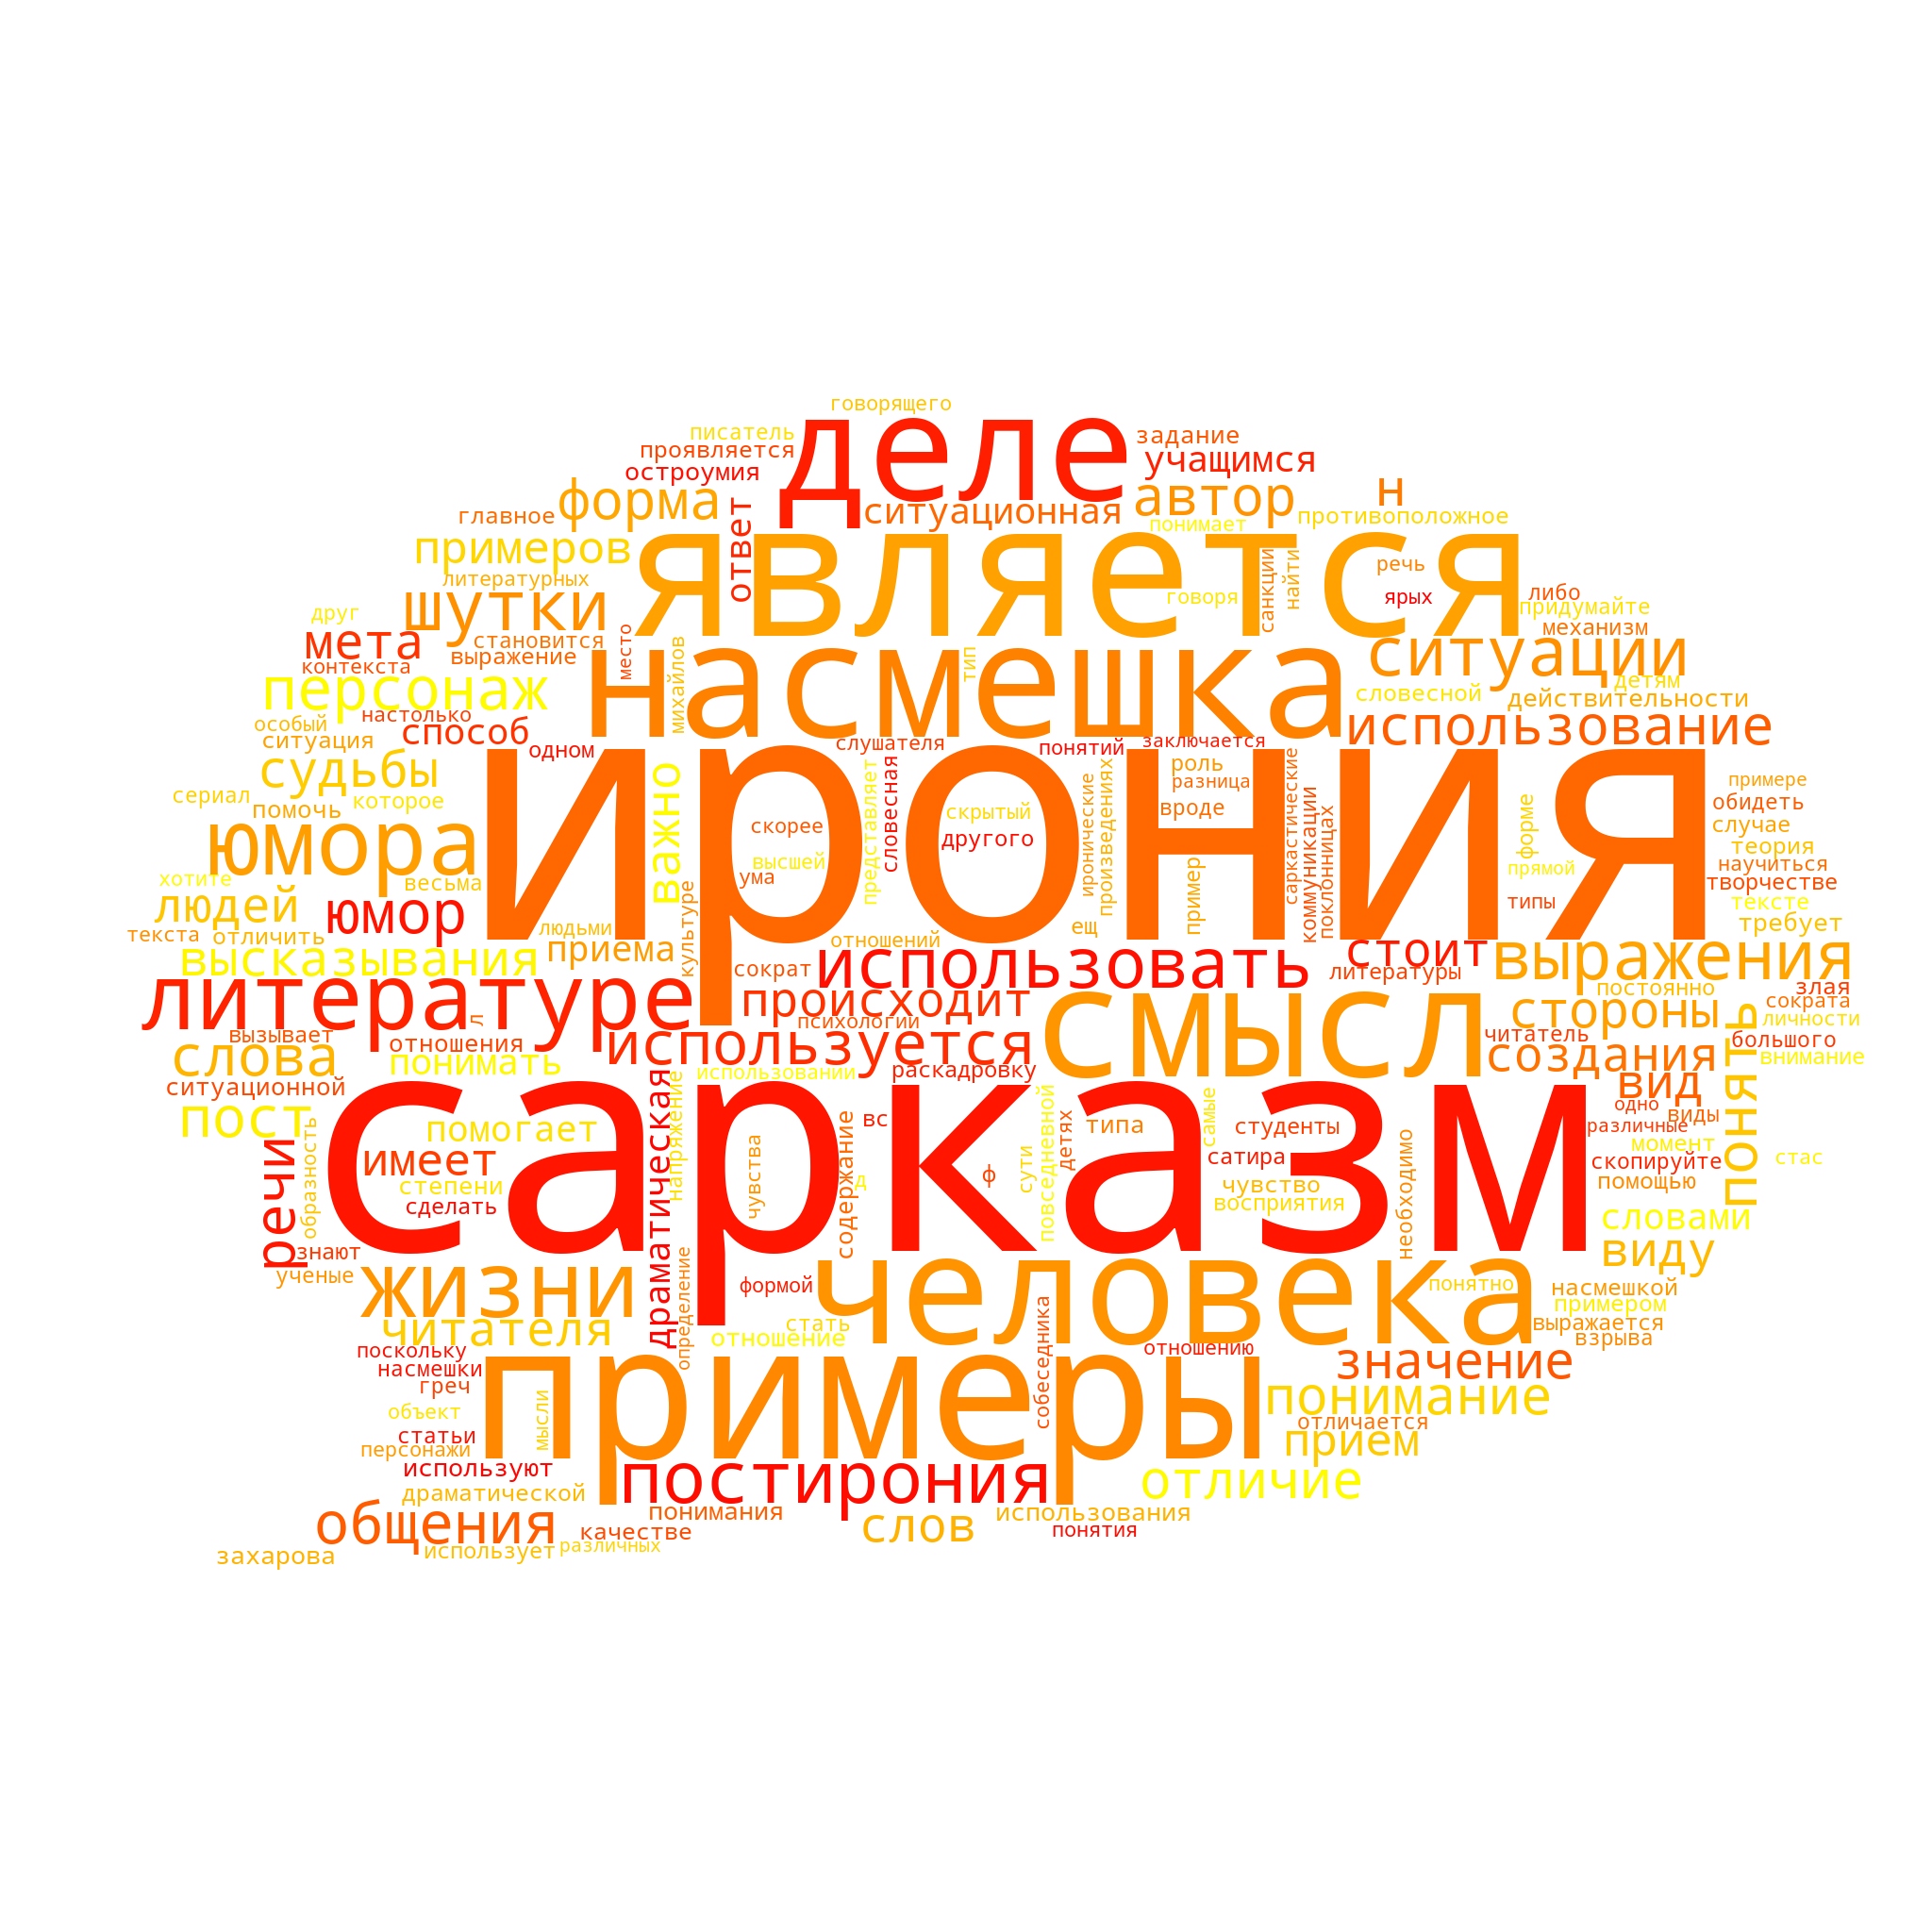 говорящего
деле
писатель
задание
проявляется
учащимся
остроумия
форма
автор
н
ситуационная
главное
противоположное
понимает
ответ
примеров
является
санкции
найти
речь
литературных
шутки
говоря
ярых
либо
придумайте
друг
мета
становится
место
михайлов
насмешка
тип
механизм
ситуации
выражение
контекста
персонаж
детям
словесной
действительности
использование
настолько
особый
способ
ситуация
одном
слушателя
понятий
заключается
судьбы
важно
ирония
представляет
словесная
роль
разница
саркастические
примере
сериал
помочь
которое
иронические
произведениях
вроде
форме
обидеть
скрытый
скорее
другого
коммуникации
поклонницах
случае
юмора
теория
высшей
ума
пример
прямой
научиться
хотите
весьма
творчестве
людей
юмор
культуре
типы
тексте
текста
отличить
людьми
приема
отношений
ещ
требует
высказывания
сократ
использовать
стоит
литературы
выражения
постоянно
злая
литературе
происходит
смысл
стороны
сократа
психологии
л
личности
вызывает
отношения
используется
читатель
большого
слова
понимать
создания
внимание
использовании
раскадровку
понять
ситуационной
сарказм
вид
пост
одно
виды
образность
помогает
драматическая
напряжение
вс
повседневной
детях
типа
самые
студенты
различные
речи
имеет
чувства
содержание
момент
сатира
необходимо
скопируйте
стас
степени
д
ф
сути
чувство
помощью
сделать
восприятия
словами
знают
виду
ученые
жизни
определение
формой
человека
понятно
насмешкой
примером
читателя
стать
собеседника
выражается
отношение
взрыва
поскольку
отношению
насмешки
примеры
значение
греч
мысли
понимание
объект
отличается
статьи
прием
персонажи
используют
постирония
отличие
драматической
общения
понимания
слов
использования
качестве
понятия
захарова
использует
различных